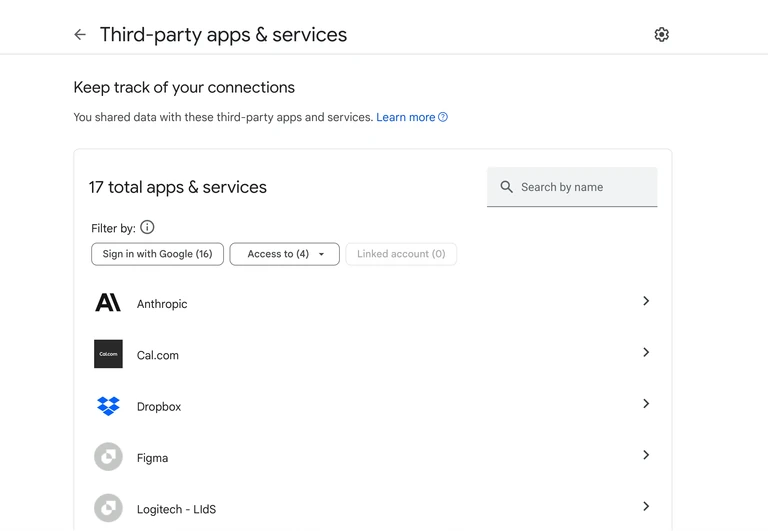 Third-party apps & services
Keep track of your connections
You shared data with these third-party apps and services. Learn more
17 total apps & services
Search by name
Filter by:
Sign in with Google (16)
Access to (4)
Linked account (0)
Anthropic
Cal.com
Cal.com
Dropbox
Figma
Logitech - LIdS